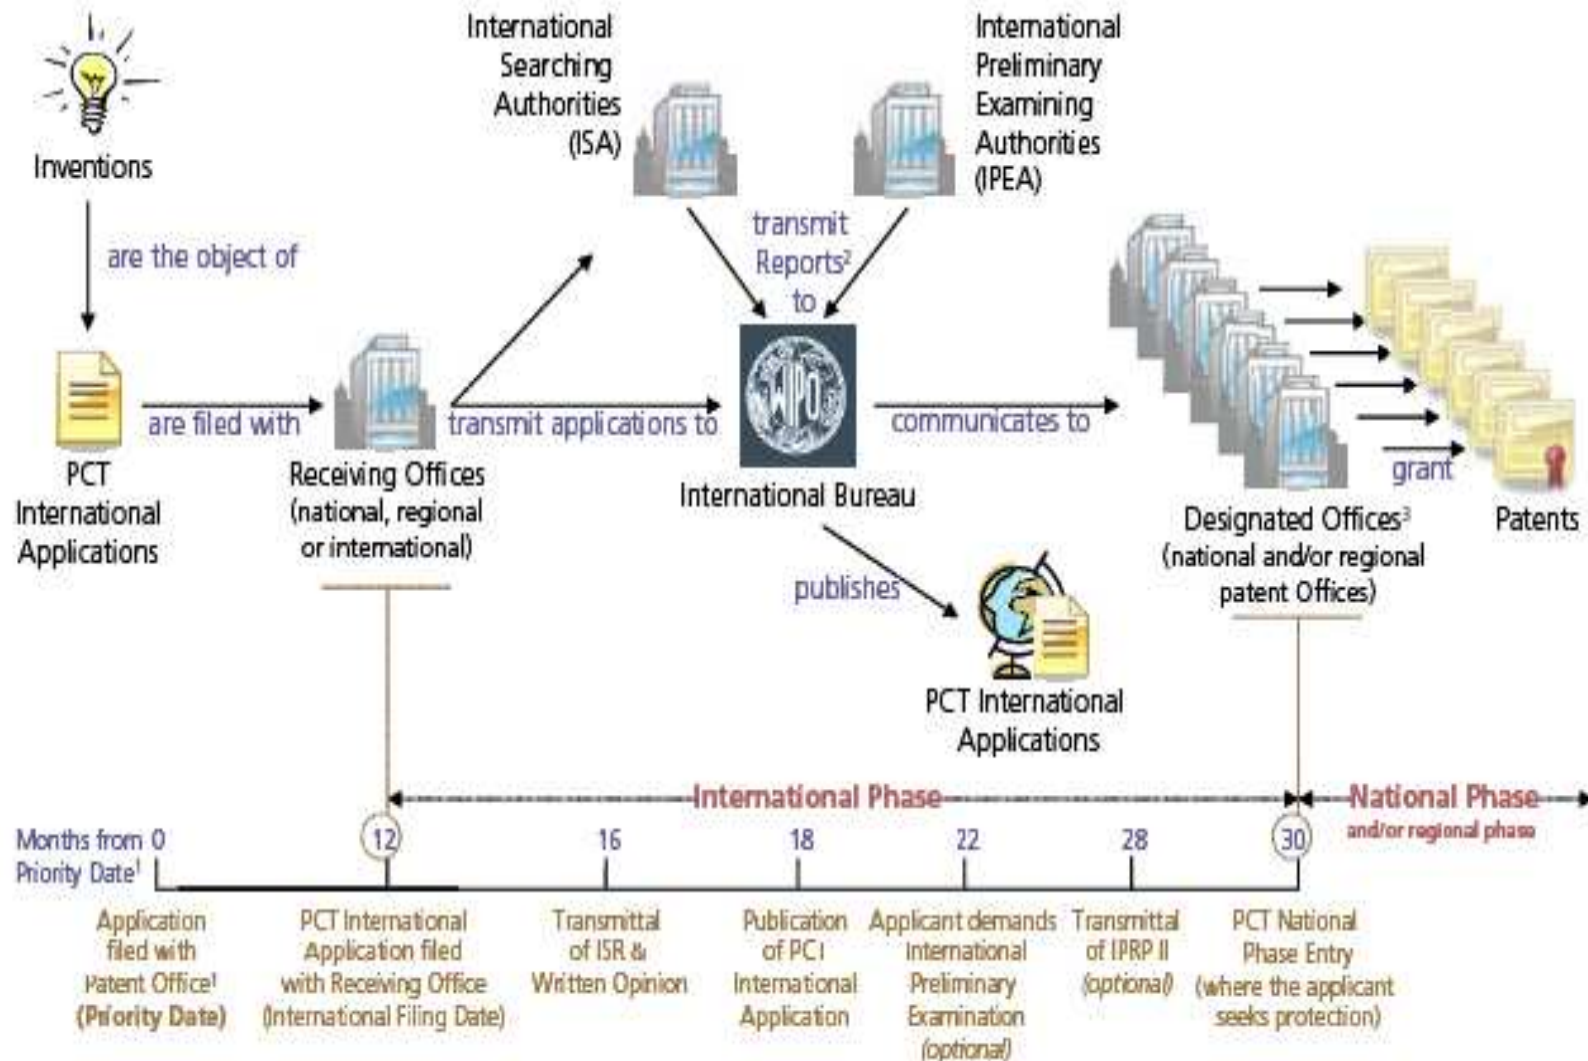 International
Searching
Authorities
(ISA)
International
Preliminary
Examining
Authorities
(IPEA)
Inventions
are the object of
transmit
Reports²
to
PCT
International
Applications
are filed with
Receiving Offices
(national, regional
or international)
transmit applications to
WIPO
International Bureau
communicates to
publishes
PCT International
Applications
Designated Offices³
(national and/or regional
patent Offices)
grant
Patents
International Phase
National Phase
and/or regional phase
Months from
Priority Date¹
0
12
16
18
22
28
30
Application
filed with
Patent Office¹
(Priority Date)
PCT International
Application filed
with Receiving Office
(International Filing Date)
Transmittal
of ISR &
Written Opinion
Publication
of PCT
International
Application
Applicant demands
International
Preliminary
Examination
(optional)
Transmittal
of IPRP II
(optional)
PCT National
Phase Entry
(where the applicant
seeks protection)